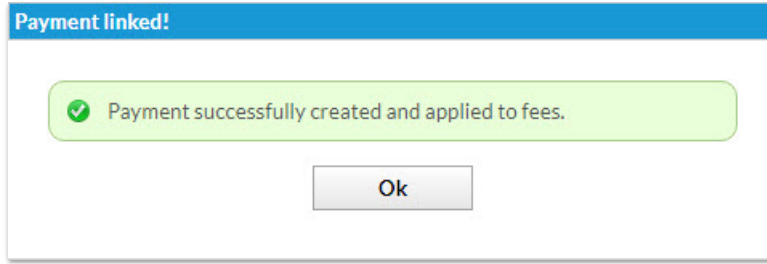 Payment linked!
Payment successfully created and applied to fees.
Ok